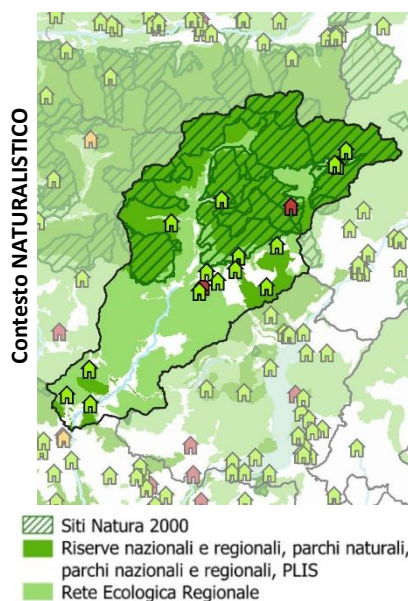 Contesto NATURALISTICO
Siti Natura 2000
Riserve nazionali e regionali, parchi naturali,
parchi nazionali e regionali, PLIS
Rete Ecologica Regionale